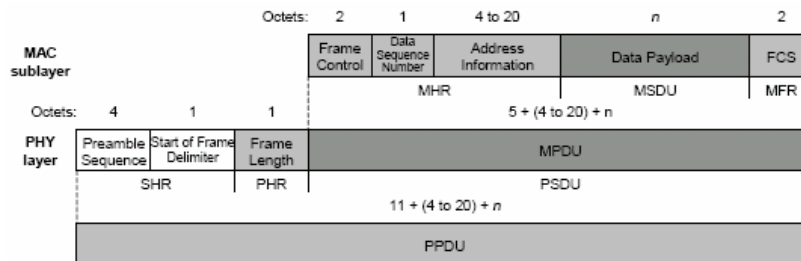 Octets: 2 1 4 to 20 n 2
MAC sublayer
Frame Control
Data Sequence Number
Address Information
Data Payload
FCS
MHR MSDU MFR
Octets: 4 1 1 5 + (4 to 20) + n
PHY layer
Preamble Sequence
Start of Frame Delimiter
Frame Length
MPDU
SHR PHR PSDU
11 + (4 to 20) + n
PPDU